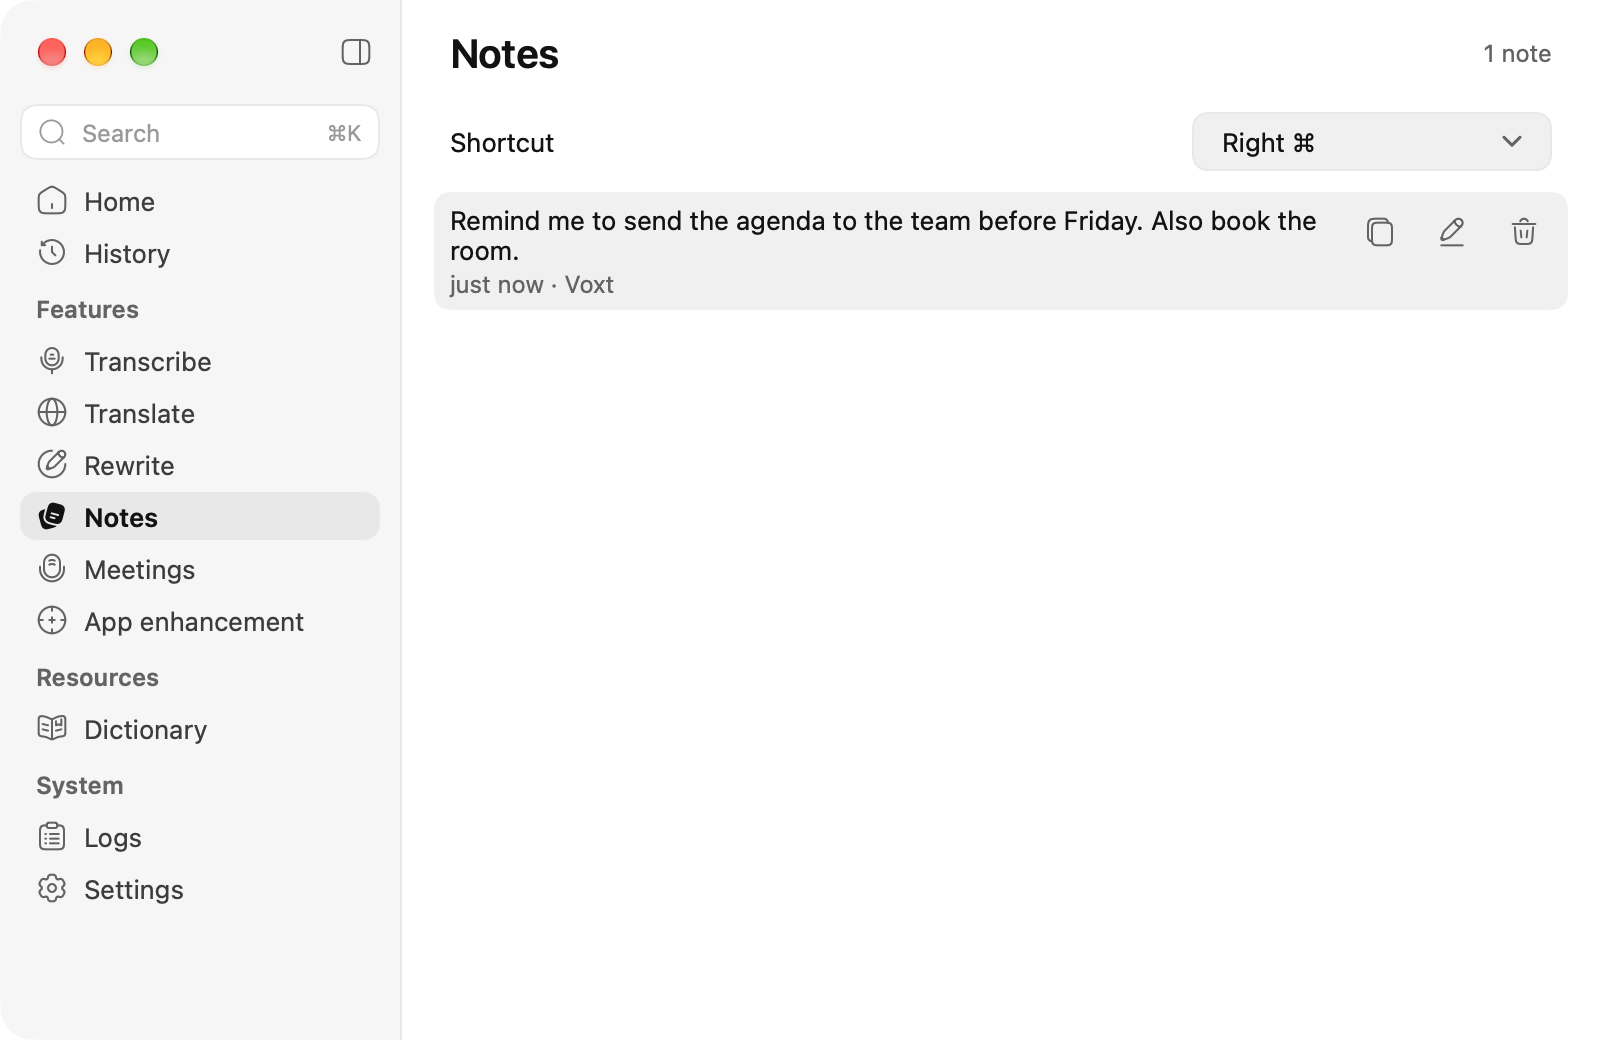 Notes
1 note
Search ⌘K
Home
History
Features
Transcribe
Translate
Rewrite
Notes
Meetings
App enhancement
Resources
Dictionary
System
Logs
Settings
Shortcut
Right ⌘
Remind me to send the agenda to the team before Friday. Also book the
room.
just now · Voxt